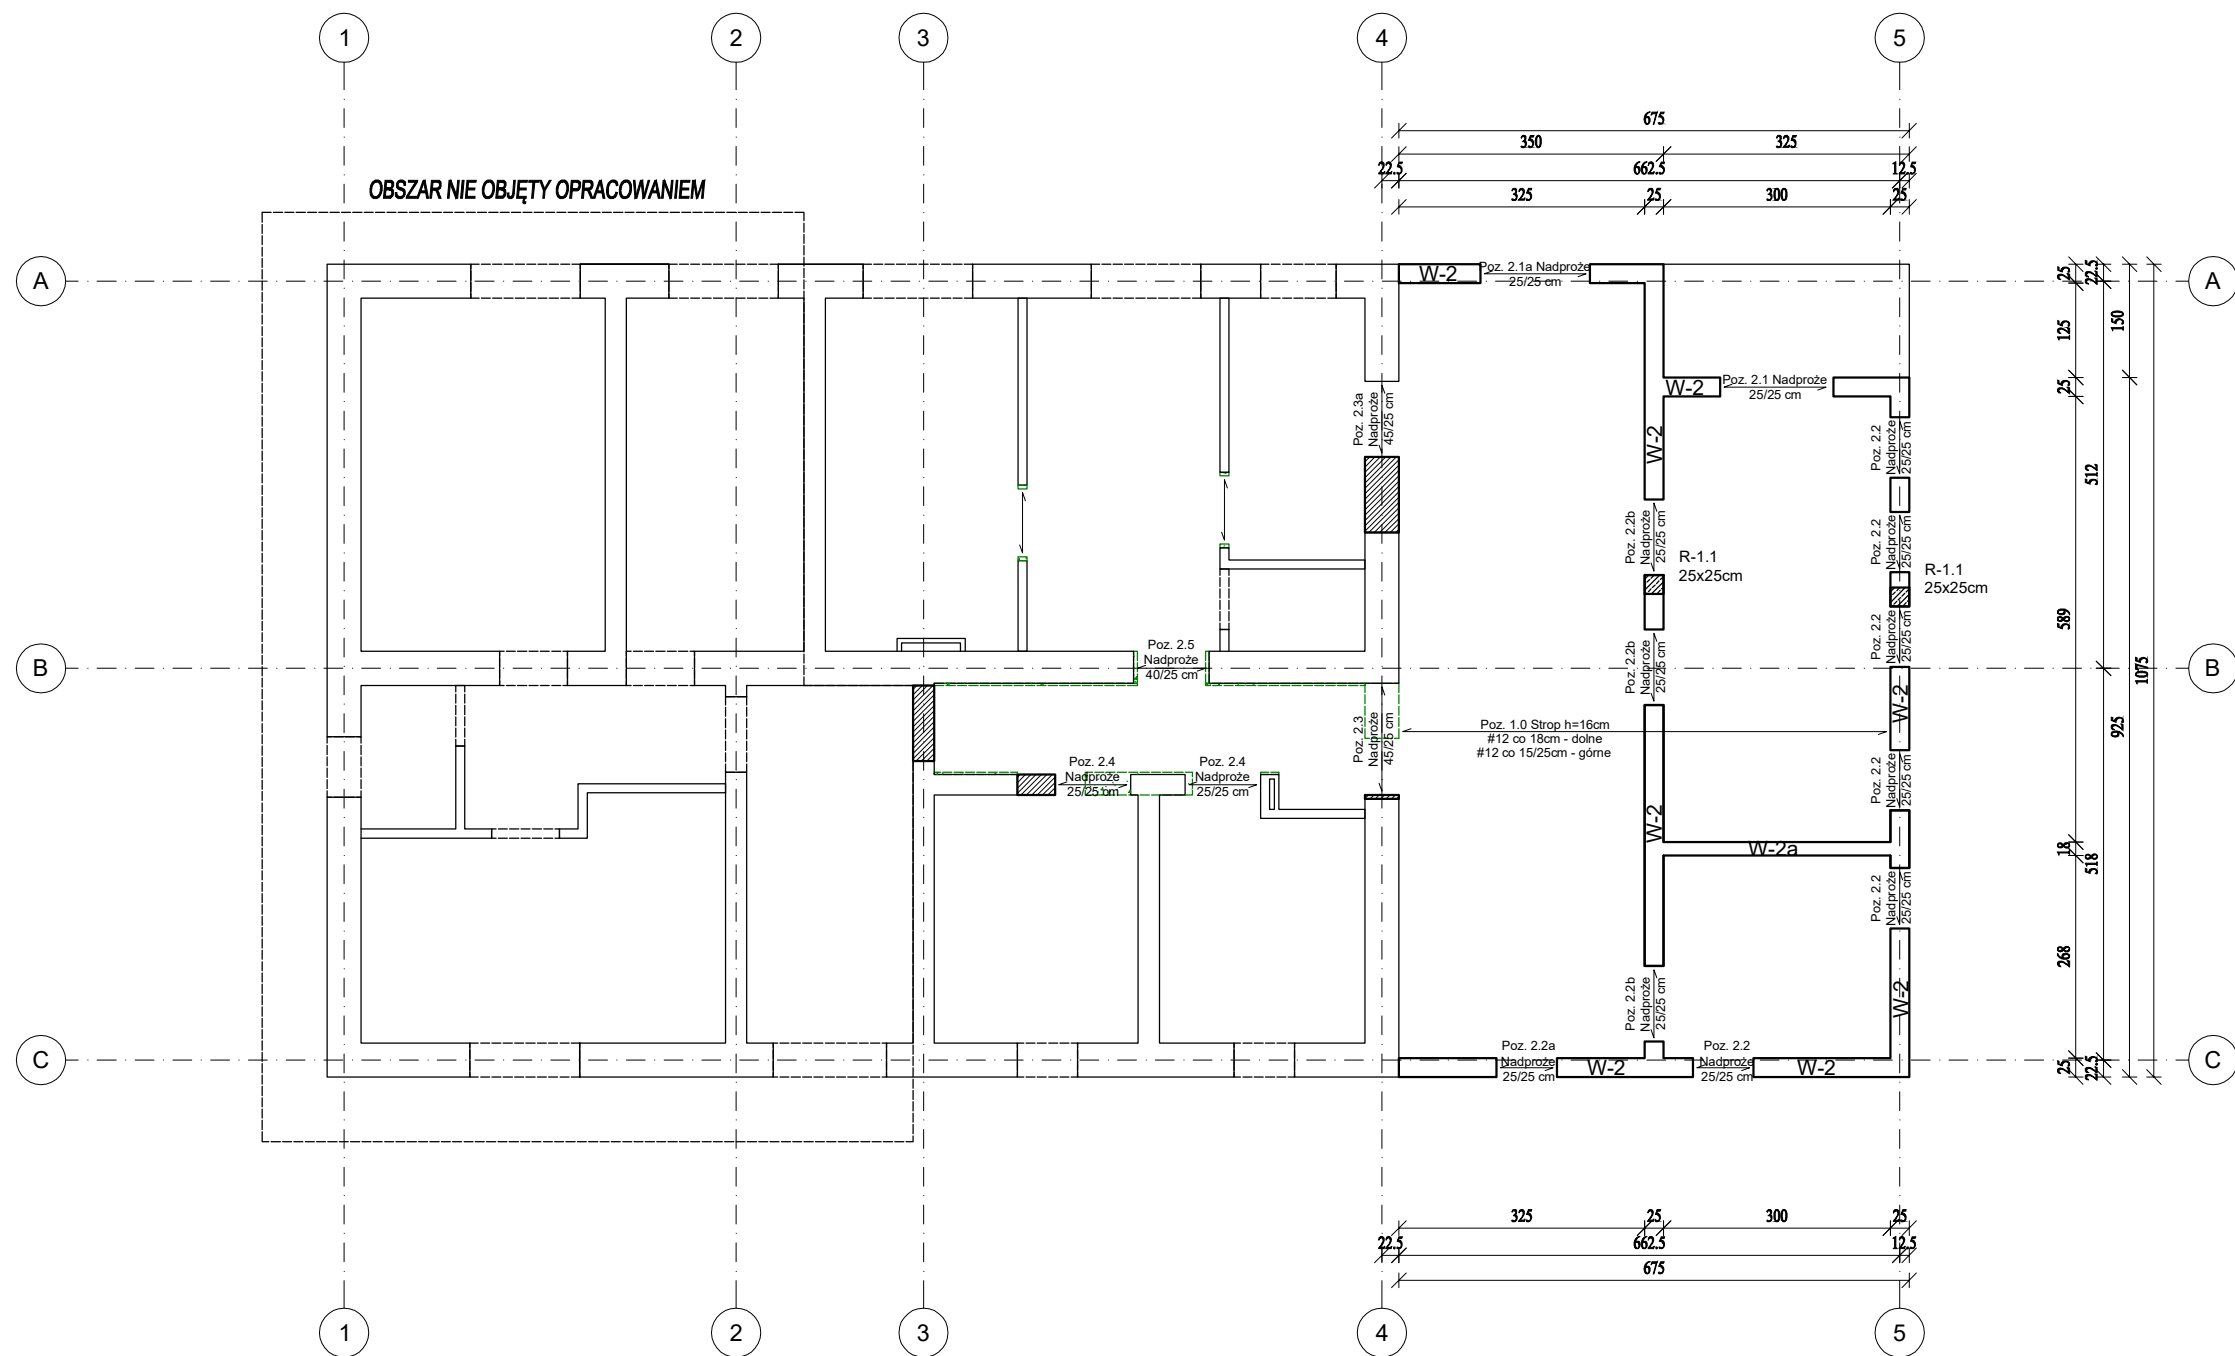 1
2
3
4
5
675
350
325
22.5
662.5
12.5
325
25
300
25
OBSZAR NIE OBJĘTY OPRACOWANIEM
A
A
W-2
Poz. 2.1a Nadproże
25/25 cm
25
22.5
125
150
25
W-2
Poz. 2.1 Nadproże
25/25 cm
Poz. 2.3a
Nadproże
45/25 cm
W-2
Poz. 2.2
Nadproże
25/25 cm
512
Poz. 2.2b
Nadproże
25/25 cm
R-1.1
25x25cm
Poz. 2.2
Nadproże
25/25 cm
R-1.1
25x25cm
589
1075
B
B
Poz. 2.5
Nadproże
40/25 cm
Poz. 2.2b
Nadproże
25/25 cm
Poz. 2.2
Nadproże
25/25 cm
W-2
Poz. 2.3
Nadproże
45/25 cm
Poz. 1.0 Strop h=16cm
#12 co 18cm - dolne
#12 co 15/25cm - górne
925
Poz. 2.4
Nadproże
25/25 cm
Poz. 2.4
Nadproże
25/25 cm
Poz. 2.2
Nadproże
25/25 cm
W-2
W-2a
18
518
Poz. 2.2
Nadproże
25/25 cm
268
Poz. 2.2b
Nadproże
25/25 cm
W-2
C
C
Poz. 2.2a
Nadproże
25/25 cm
W-2
Poz. 2.2
Nadproże
25/25 cm
W-2
25
22.5
325
25
300
25
22.5
662.5
12.5
675
1
2
3
4
5